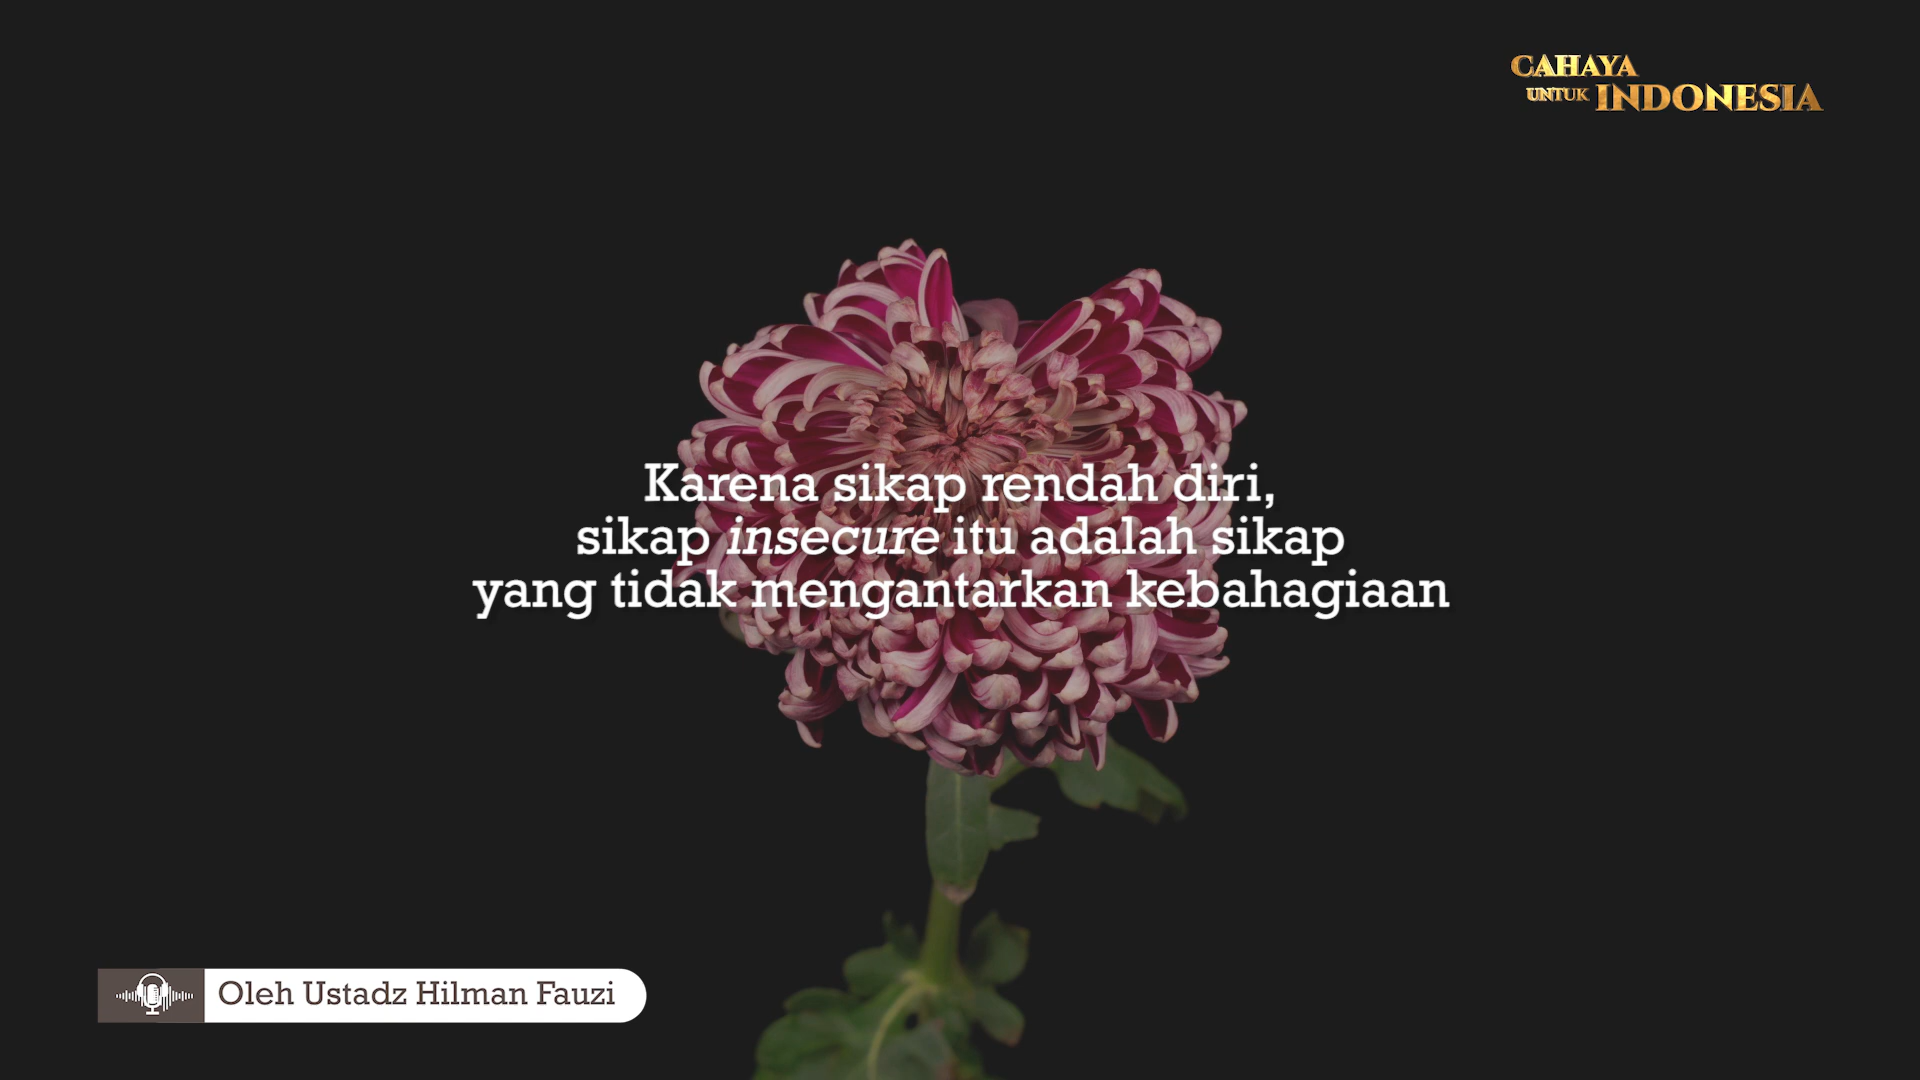 CAHAYA
UNTUK INDONESIA
Karena sikap rendah diri,
sikap insecure itu adalah sikap
yang tidak mengantarkan kebahagiaan
Oleh Ustadz Hilman Fauzi